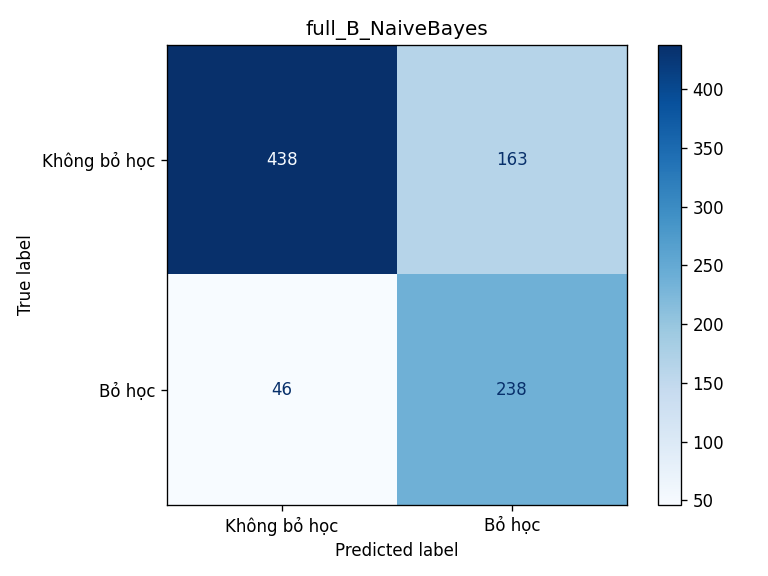 full_B_NaiveBayes
True label
Không bỏ học
438
163
Bỏ học
46
238
Không bỏ học
Bỏ học
Predicted label
400
350
300
250
200
150
100
50